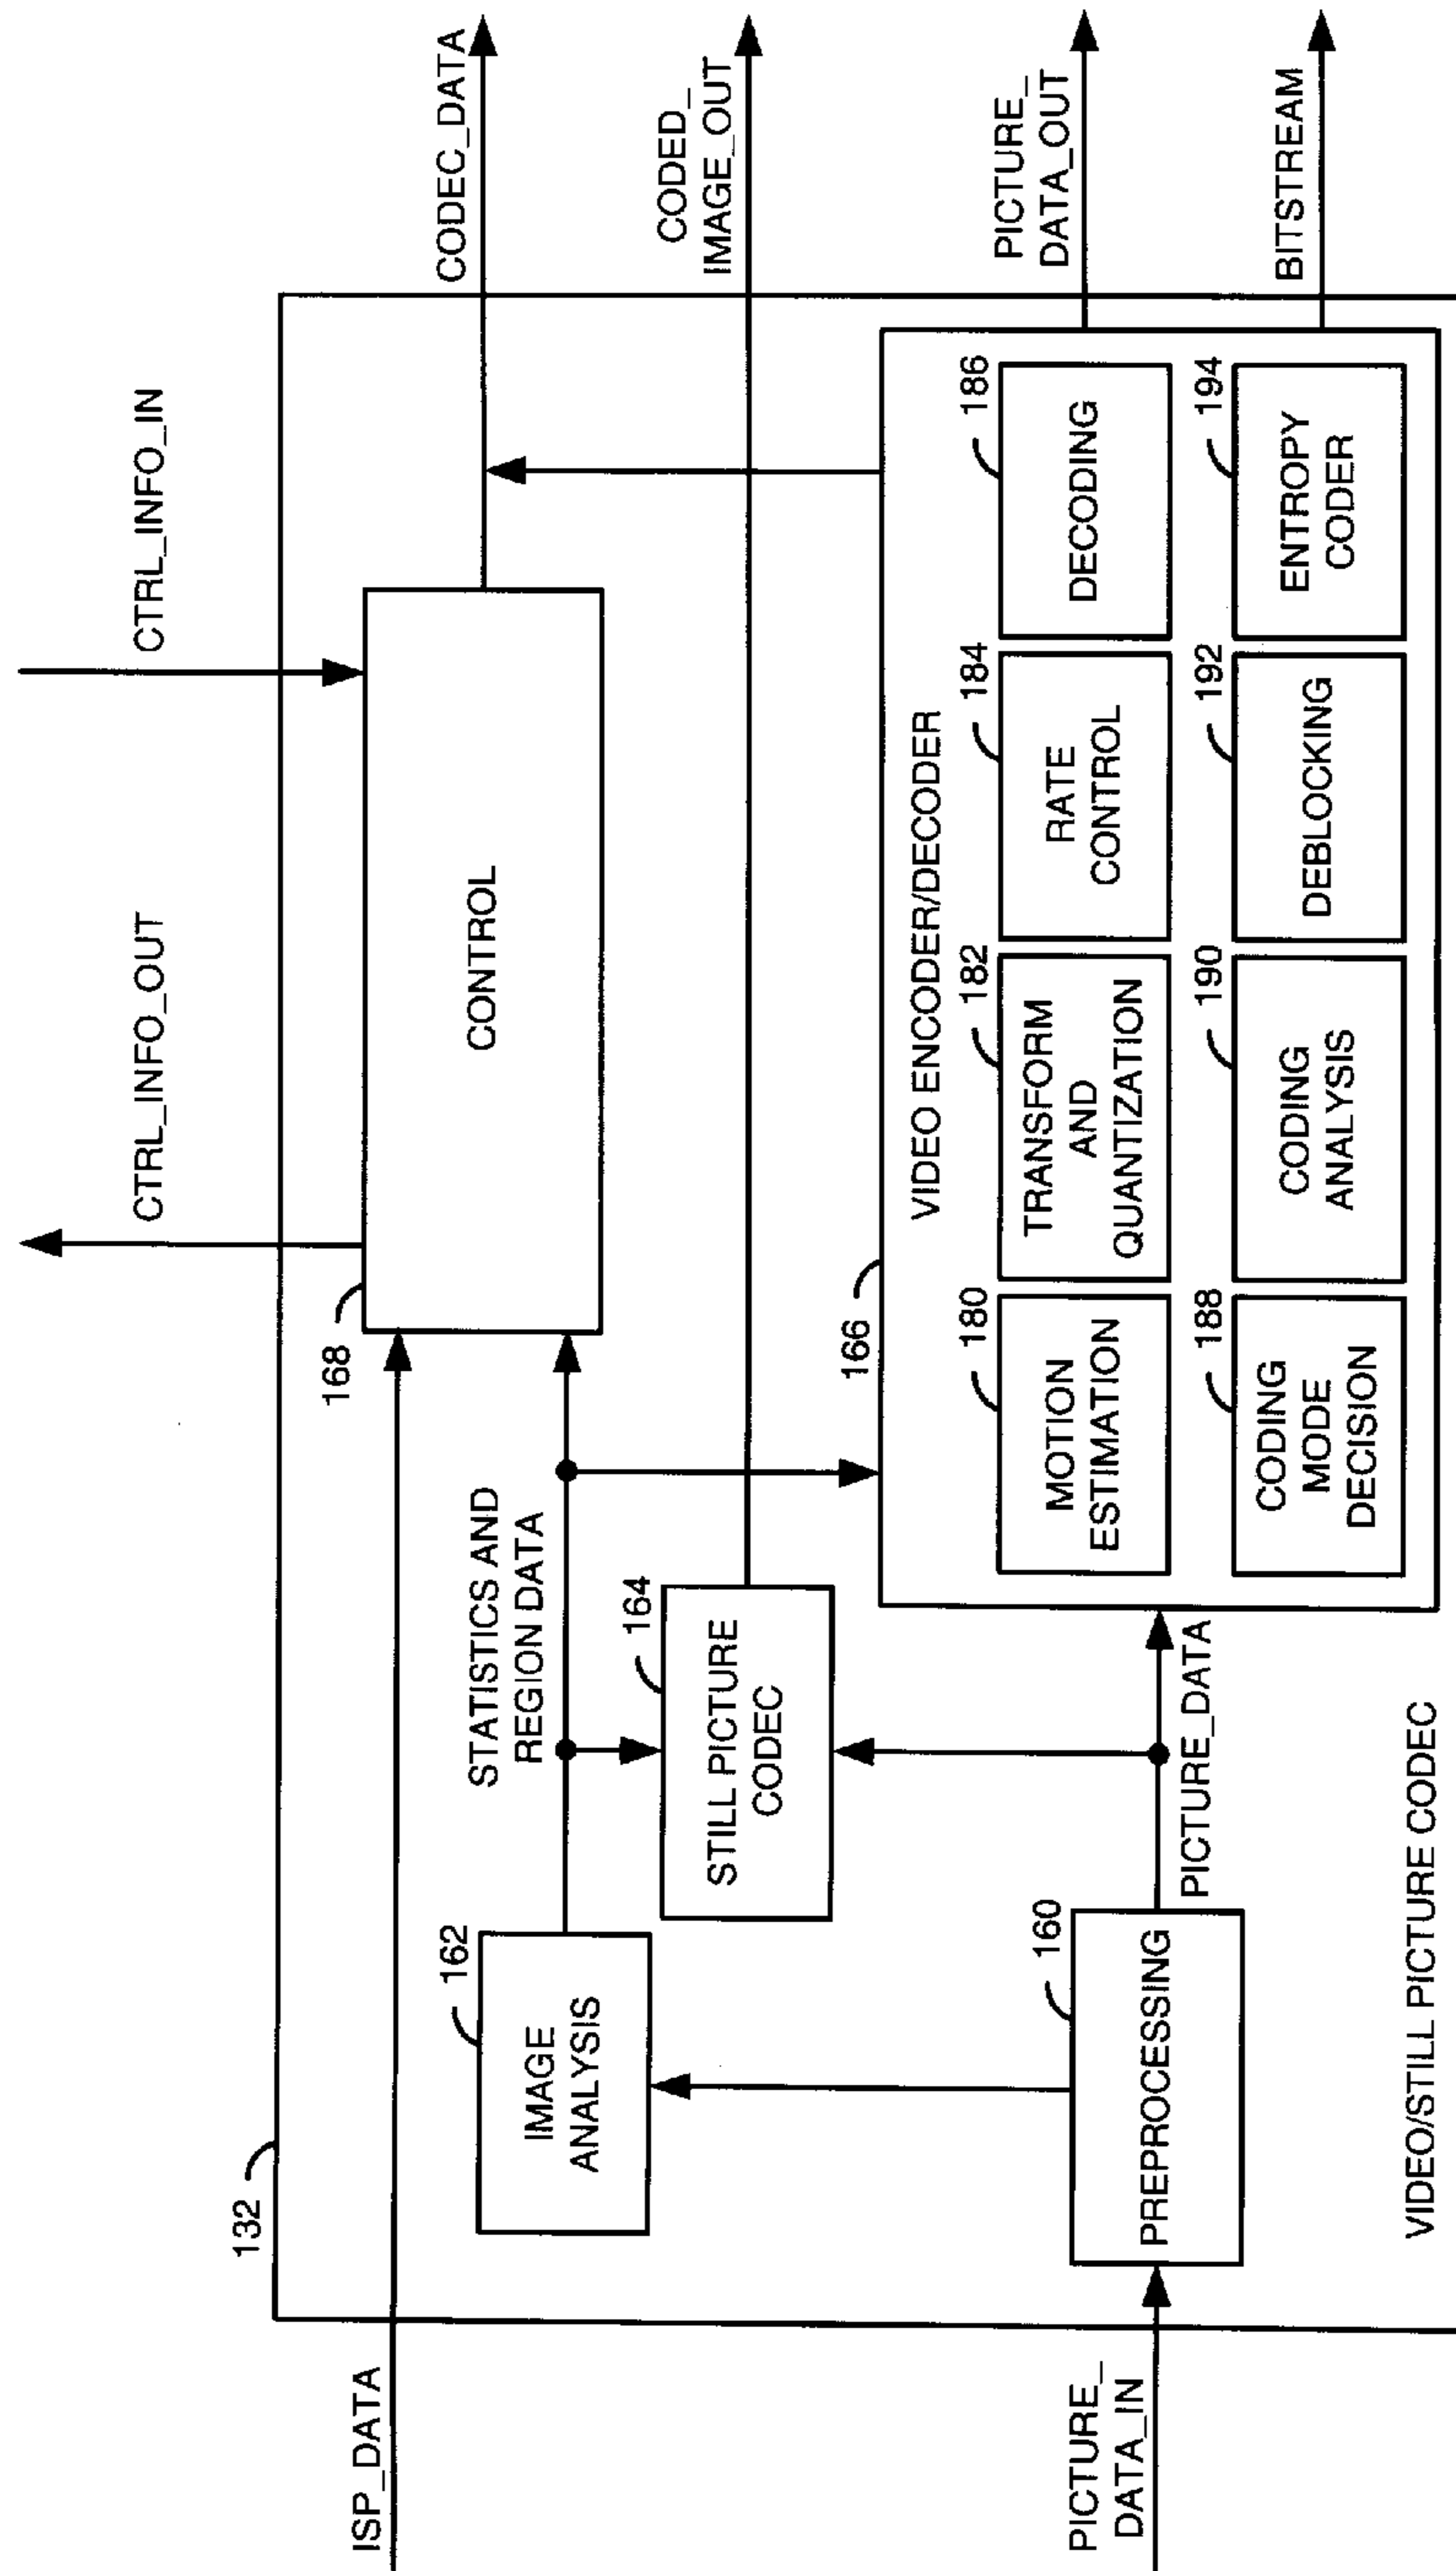 CTRL_INFO_OUT
CTRL_INFO_IN
132
ISP_DATA
168
CONTROL
CODEC_DATA
162
IMAGE
ANALYSIS
STATISTICS AND
REGION DATA
164
STILL PICTURE
CODEC
CODED_
IMAGE_OUT
166
VIDEO ENCODER/DECODER
180
MOTION
ESTIMATION
182
TRANSFORM
AND
QUANTIZATION
184
RATE
CONTROL
186
DECODING
PICTURE_
DATA_OUT
188
CODING
MODE
DECISION
190
CODING
ANALYSIS
192
DEBLOCKING
194
ENTROPY
CODER
BITSTREAM
PICTURE_
DATA_IN
160
PREPROCESSING
PICTURE_DATA
VIDEO/STILL PICTURE CODEC